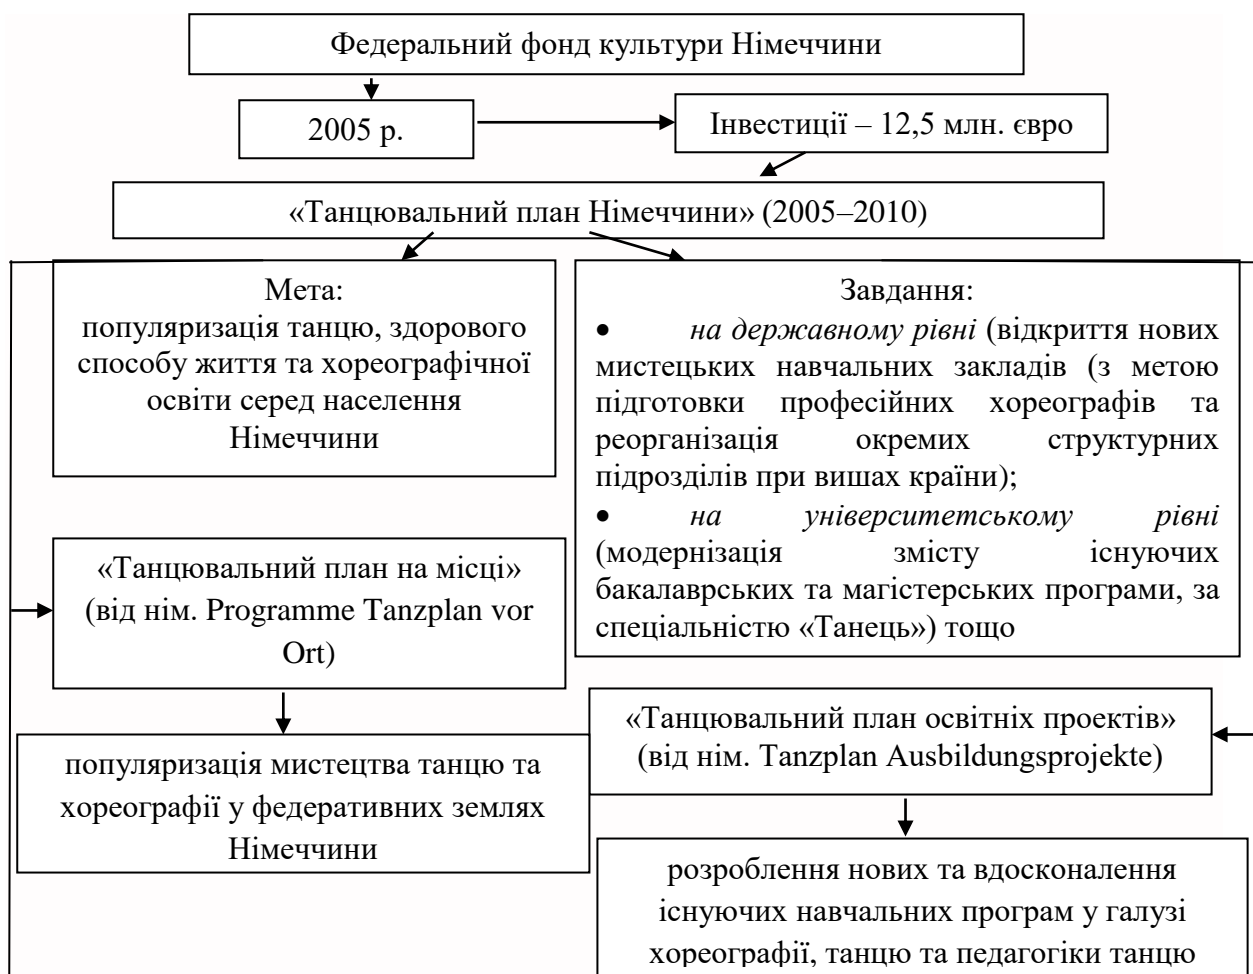 Федеральний фонд культури Німеччини
2005 р.
Інвестиції – 12,5 млн. євро
«Танцювальний план Німеччини» (2005–2010)
Мета:
популяризація танцю, здорового
способу життя та хореографічної
освіти серед населення
Німеччини
Завдання:
• на державному рівні (відкриття нових
мистецьких навчальних закладів (з метою
підготовки професійних хореографів та
реорганізація окремих структурних
підрозділів при вишах країни);
• на університетському рівні
(модернізація змісту існуючих
бакалаврських та магістерських програми, за
спеціальністю «Танець») тощо
«Танцювальний план на місці»
(від нім. Programme Tanzplan vor
Ort)
популяризація мистецтва танцю та
хореографії у федеративних землях
Німеччини
«Танцювальний план освітніх проектів»
(від нім. Tanzplan Ausbildungsprojekte)
розроблення нових та вдосконалення
існуючих навчальних програм у галузі
хореографії, танцю та педагогіки танцю